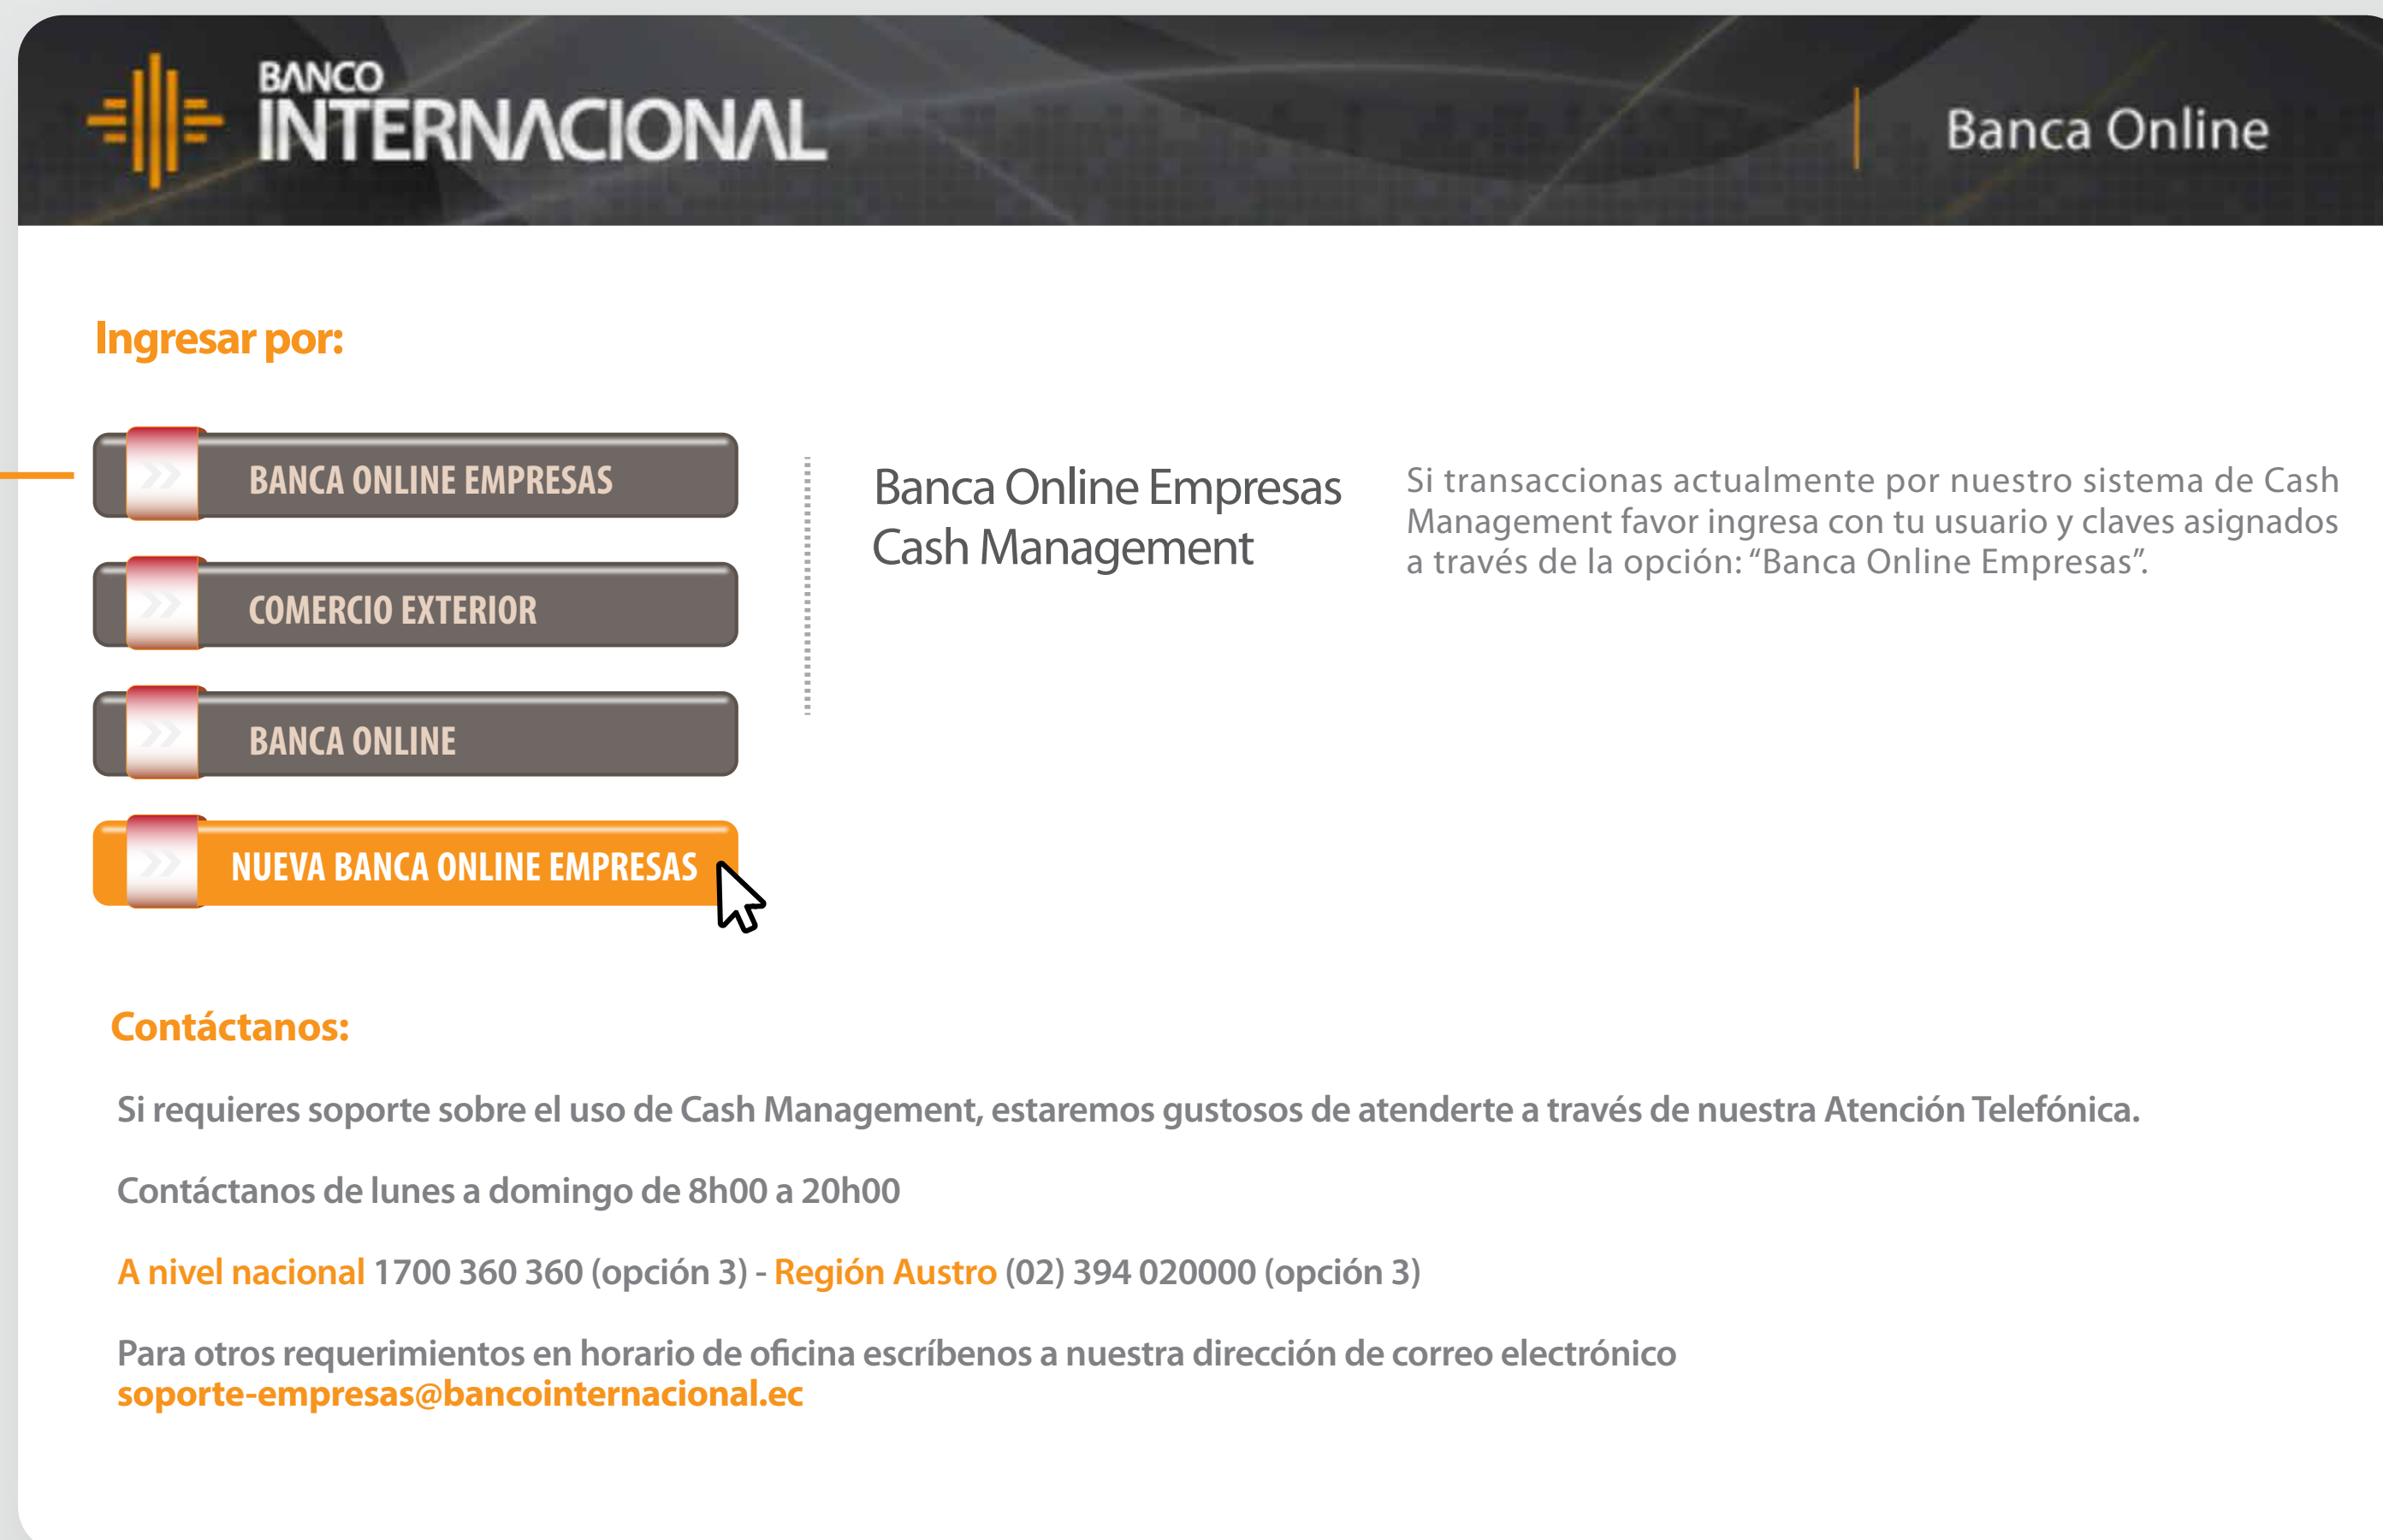 BANCO
INTERNACIONAL
Banca Online
Ingresar por:
BANCA ONLINE EMPRESAS
COMERCIO EXTERIOR
BANCA ONLINE
NUEVA BANCA ONLINE EMPRESAS
Banca Online Empresas
Cash Management
Si transaccionas actualmente por nuestro sistema de Cash
Management favor ingresa con tu usuario y claves asignados
a través de la opción: “Banca Online Empresas”.
Contáctanos:
Si requieres soporte sobre el uso de Cash Management, estaremos gustosos de atenderte a través de nuestra Atención Telefónica.
Contáctanos de lunes a domingo de 8h00 a 20h00
A nivel nacional 1700 360 360 (opción 3) - Región Austro (02) 394 020000 (opción 3)
Para otros requerimientos en horario de oficina escríbenos a nuestra dirección de correo electrónico
soporte-empresas@bancointernacional.ec